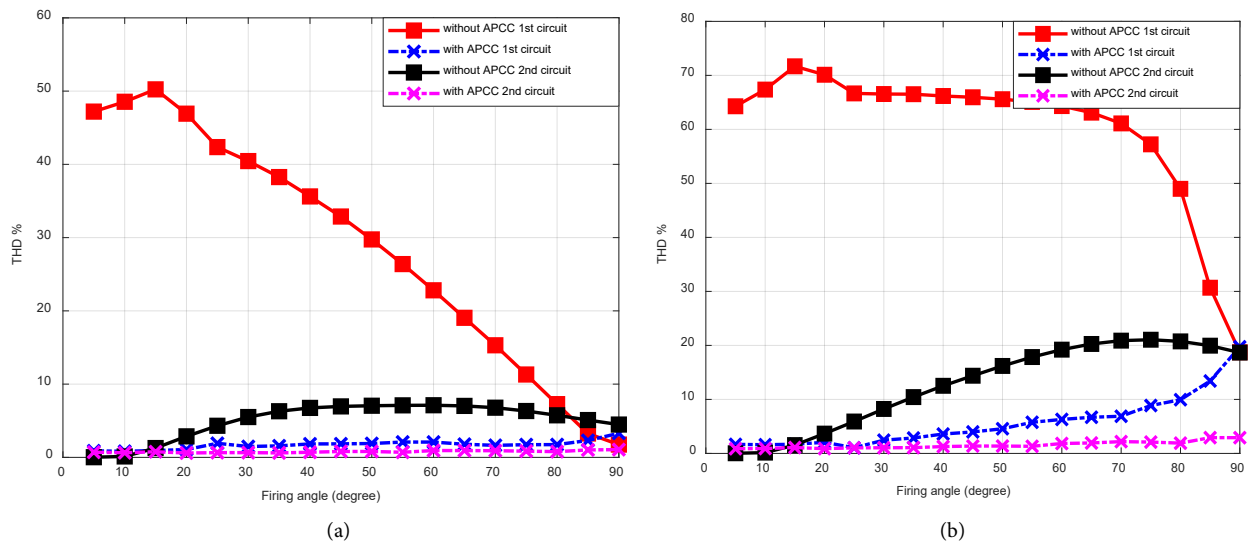 60
50
40
30
20
10
0
THD %
0 10 20 30 40 50 60 70 80 90
Firing angle (degree)
without APCC 1st circuit
with APCC 1st circuit
without APCC 2nd circuit
with APCC 2nd circuit
(a)
80
70
60
50
40
30
20
10
0
THD %
0 10 20 30 40 50 60 70 80 90
Firing angle (degree)
without APCC 1st circuit
with APCC 1st circuit
without APCC 2nd circuit
with APCC 2nd circuit
(b)